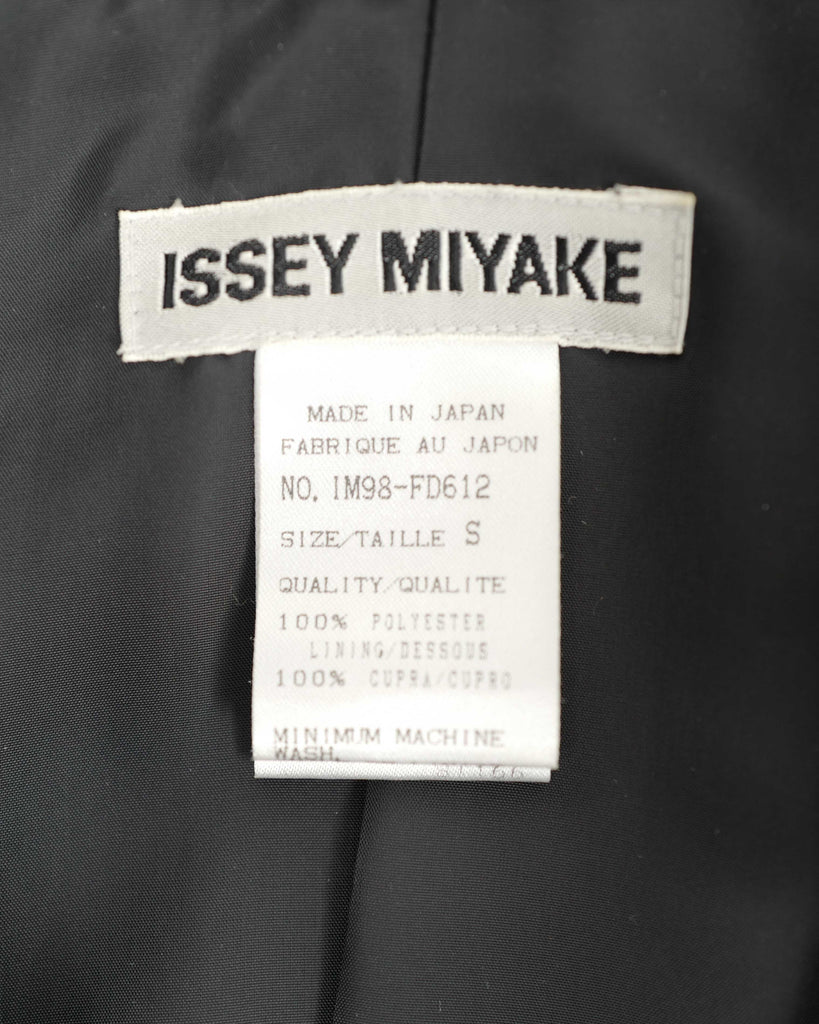 ISSEY MIYAKE
MADE IN JAPAN
FABRIQUE AU JAPON
NO. IM98-FD612
SIZE/TAILLE S
QUALITY/QUALITE
100% POLYESTER
LINING/DESSOUS
100% CUPRA/CUPRO
MINIMUM MACHINE
WASH.